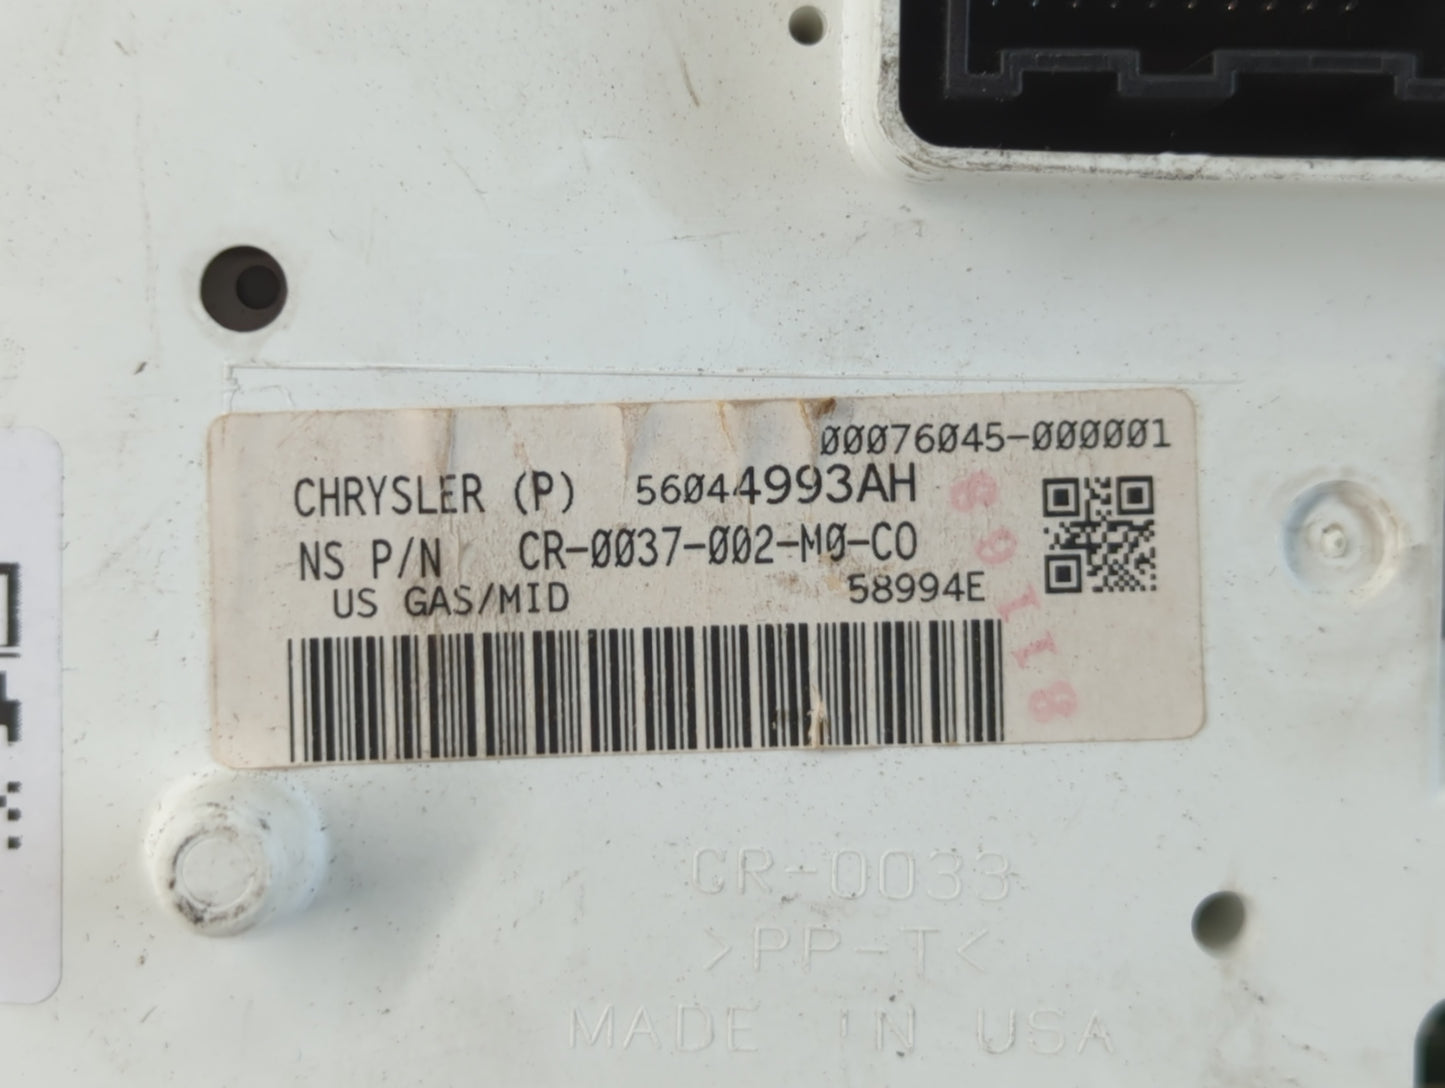 00076045-000001
CHRYSLER (P) 56044993AH
NS P/N CR-0037-002-M0-CO
US GAS/MID 58994E
CR-0033
>PP-T<
MADE IN USA